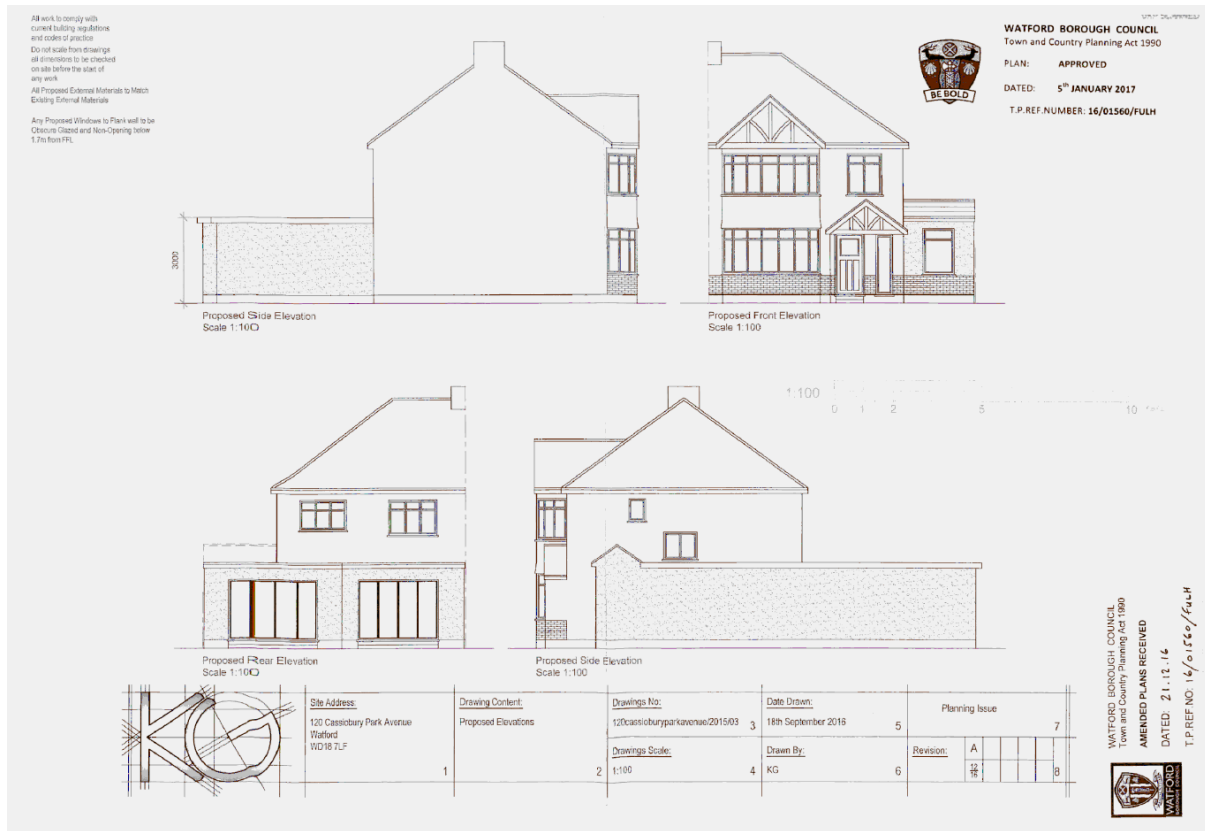 All work to comply with
current building regulations
and codes of practice
Do not scale from drawings
all dimensions to be checked
on site before the start of
any work
All Proposed External Materials to Match
Existing External Materials
Any Proposed Windows to Flank wall to be
Obscure Glazed and Non-Opening below
1.7m from FFL
WATFORD BOROUGH COUNCIL
Town and Country Planning Act 1990
PLAN: APPROVED
DATED: 5th JANUARY 2017
T.P.REF.NUMBER: 16/01560/FULH
BE BOLD
3000
Proposed Side Elevation
Scale 1:100
Proposed Front Elevation
Scale 1:100
1:100
0 1 2 5 10
Proposed Rear Elevation
Scale 1:100
Proposed Side Elevation
Scale 1:100
Site Address:
120 Cassiobury Park Avenue
Watford
WD18 7LF
1
Drawing Content:
Proposed Elevations
2
Drawings No:
120cassioburyparkavenue/2015/03
3
Drawings Scale:
1:100
4
Date Drawn:
18th September 2016
5
Drawn By:
KG
6
Planning Issue
7
Revision:
A
8
WATFORD BOROUGH COUNCIL
Town and Country Planning Act 1990
AMENDED PLANS RECEIVED
DATED: 21.12.16
T.P.REF.NO: 16/01560/FULH
WATFORD
BOROUGH COUNCIL